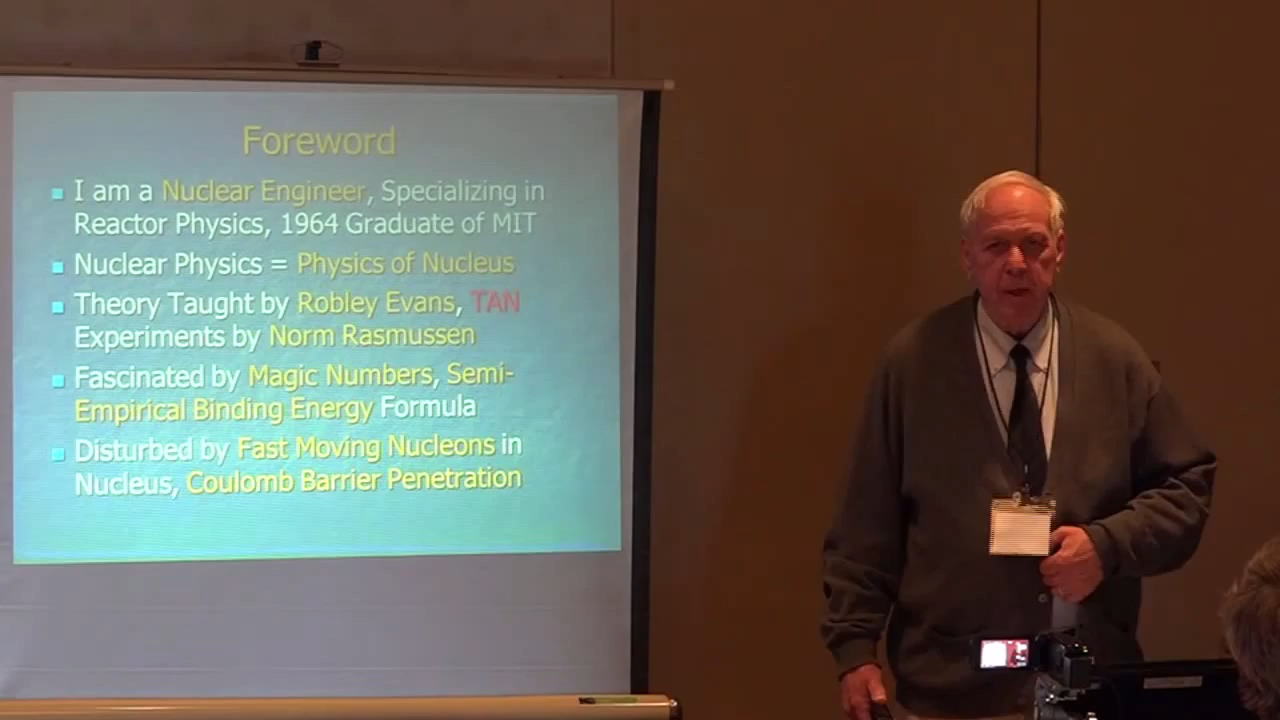 Foreword
I am a Nuclear Engineer, Specializing in
Reactor Physics, 1964 Graduate of MIT
Nuclear Physics = Physics of Nucleus
Theory Taught by Robley Evans, TAN
Experiments by Norm Rasmussen
Fascinated by Magic Numbers, Semi-
Empirical Binding Energy Formula
Disturbed by Fast Moving Nucleons in
Nucleus, Coulomb Barrier Penetration